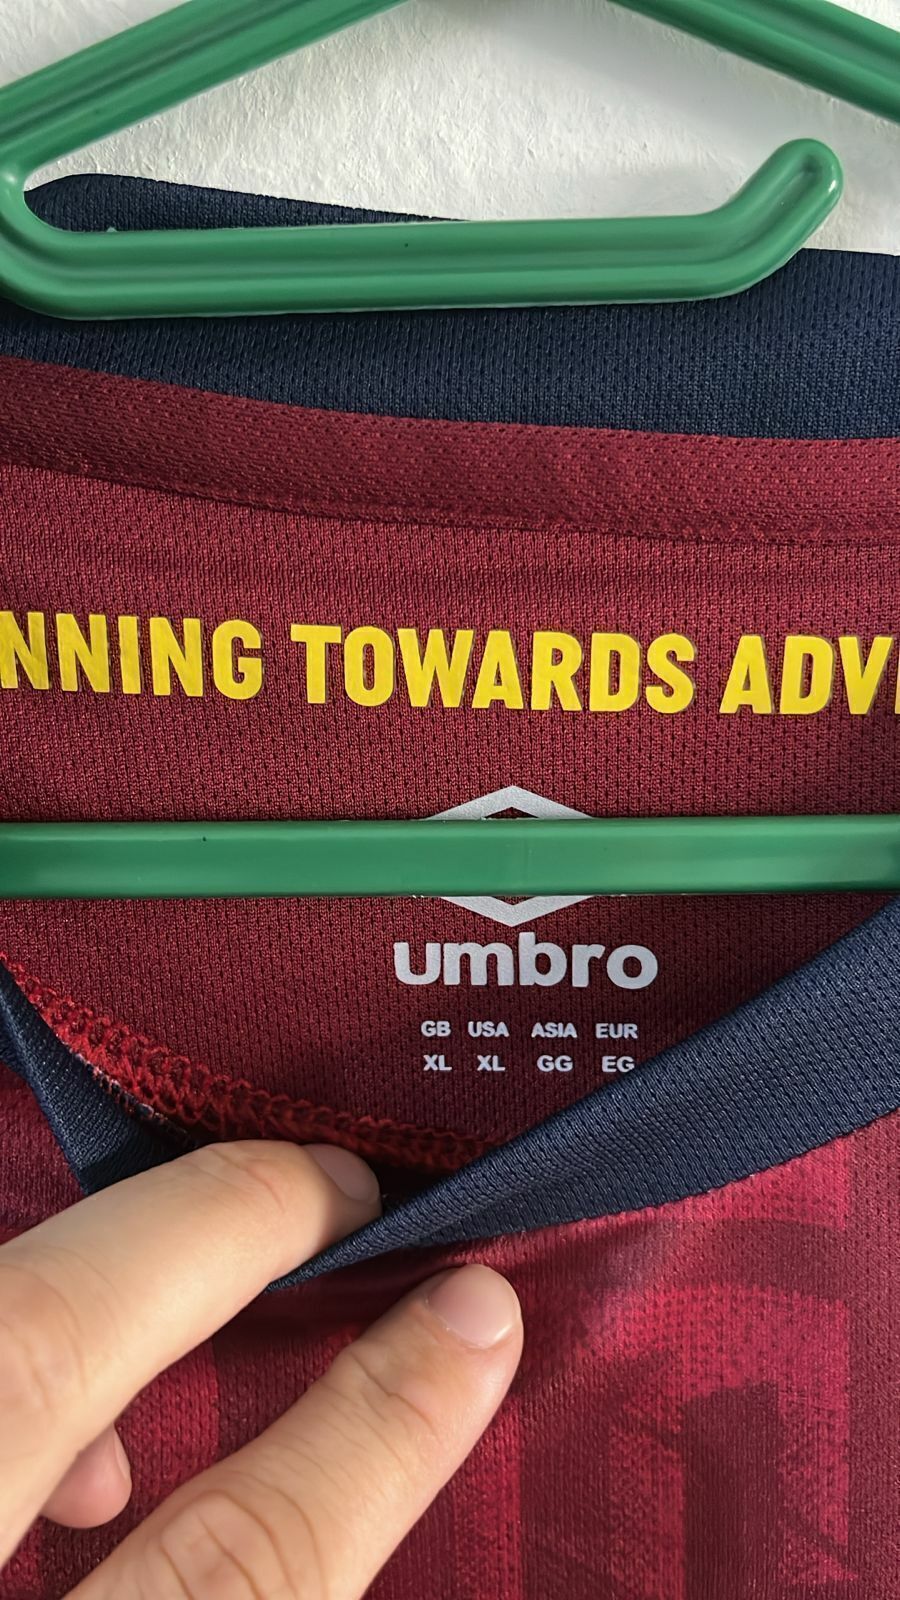 NNING TOWARDS ADV
umbro
GB USA ASIA EUR
XL XL GG EG